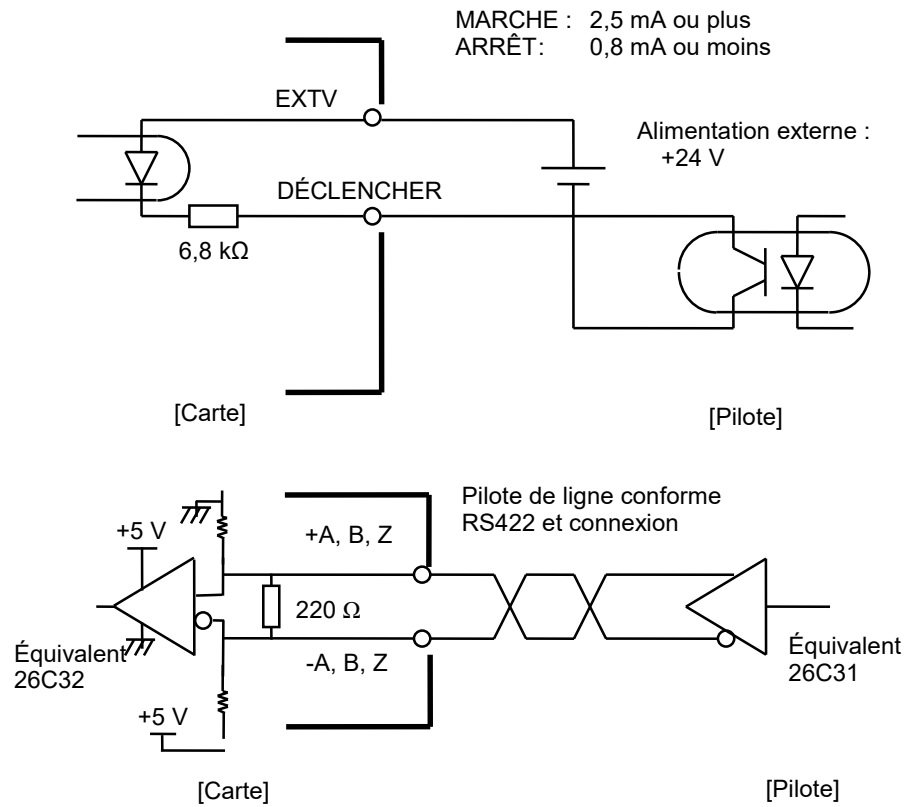 MARCHE : 2,5 mA ou plus
ARRÊT: 0,8 mA ou moins
EXTV
Alimentation externe :
+24 V
DÉCLENCHER
6,8 kΩ
[Carte]
[Pilote]
Pilote de ligne conforme
RS422 et connexion
+5 V
+A, B, Z
220 Ω
Équivalent
26C32
Équivalent
26C31
-A, B, Z
+5 V
[Carte]
[Pilote]